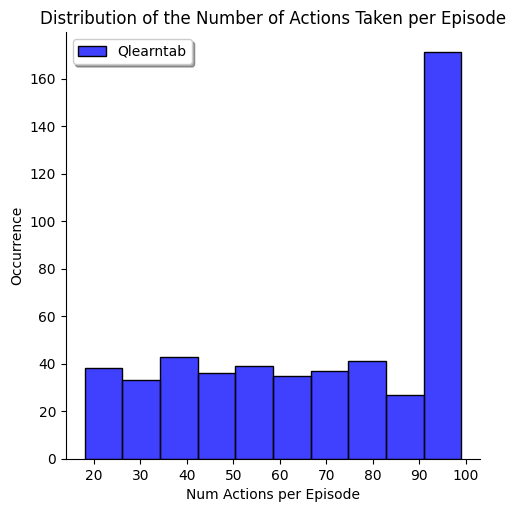 Distribution of the Number of Actions Taken per Episode
Qlearntab
160
140
120
100
80
60
40
20
0
Occurrence
20 30 40 50 60 70 80 90 100
Num Actions per Episode